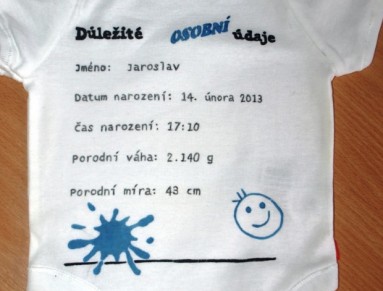 Důležité OSOBNÍ údaje
Jméno: Jaroslav
Datum narození: 14. února 2013
Čas narození: 17:10
Porodní váha: 2.140 g
Porodní míra: 43 cm